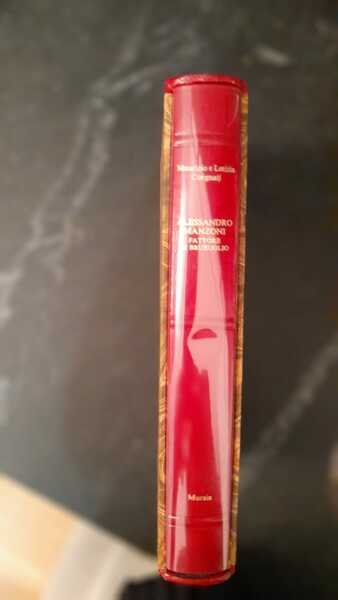 Maurizio e Letizia
Corgnati
ALESSANDRO
MANZONI
FATTORE
DI BRUSUGLIO
Mursia